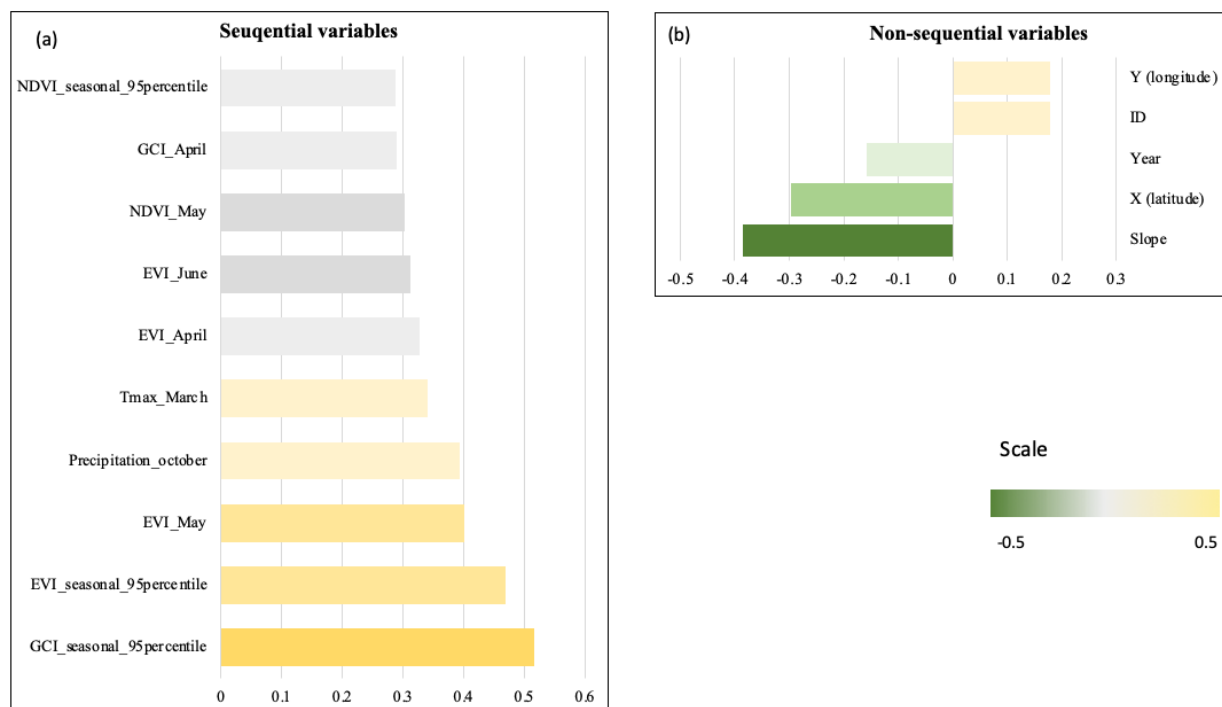 (a)
Seuqential variables
NDVI_seasonal_95percentile
GCI_April
NDVI_May
EVI_June
EVI_April
Tmax_March
Precipitation_october
EVI_May
EVI_seasonal_95percentile
GCI_seasonal_95percentile
0 0.1 0.2 0.3 0.4 0.5 0.6
(b)
Non-sequential variables
Y (longitude)
ID
Year
X (latitude)
Slope
-0.5 -0.4 -0.3 -0.2 -0.1 0 0.1 0.2 0.3
Scale
-0.5 0.5